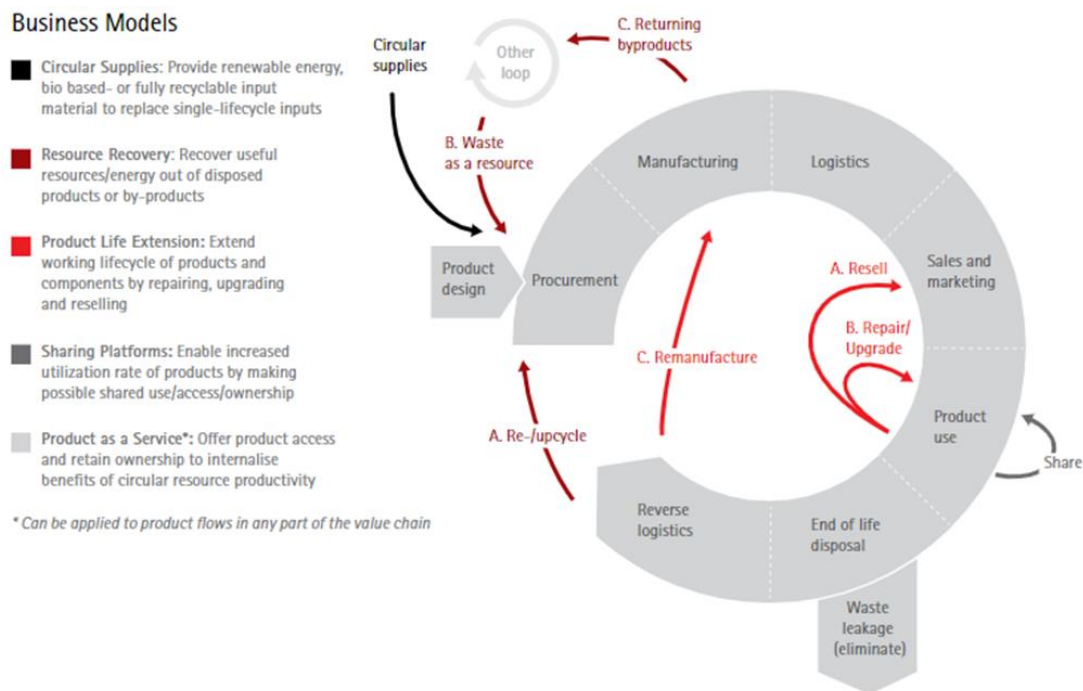 Business Models
Circular Supplies: Provide renewable energy,
bio based- or fully recyclable input
material to replace single-lifecycle inputs
Resource Recovery: Recover useful
resources/energy out of disposed
products or by-products
Product Life Extension: Extend
working lifecycle of products and
components by repairing, upgrading
and reselling
Sharing Platforms: Enable increased
utilization rate of products by making
possible shared use/access/ownership
Product as a Service*: Offer product access
and retain ownership to internalise
benefits of circular resource productivity
* Can be applied to product flows in any part of the value chain
Circular
supplies
Other
loop
C. Returning
byproducts
B. Waste
as a resource
Manufacturing
Logistics
Product
design
Procurement
A. Resell
Sales and
marketing
B. Repair/
Upgrade
C. Remanufacture
Product
use
A. Re-/upcycle
Share
Reverse
logistics
End of life
disposal
Waste
leakage
(eliminate)